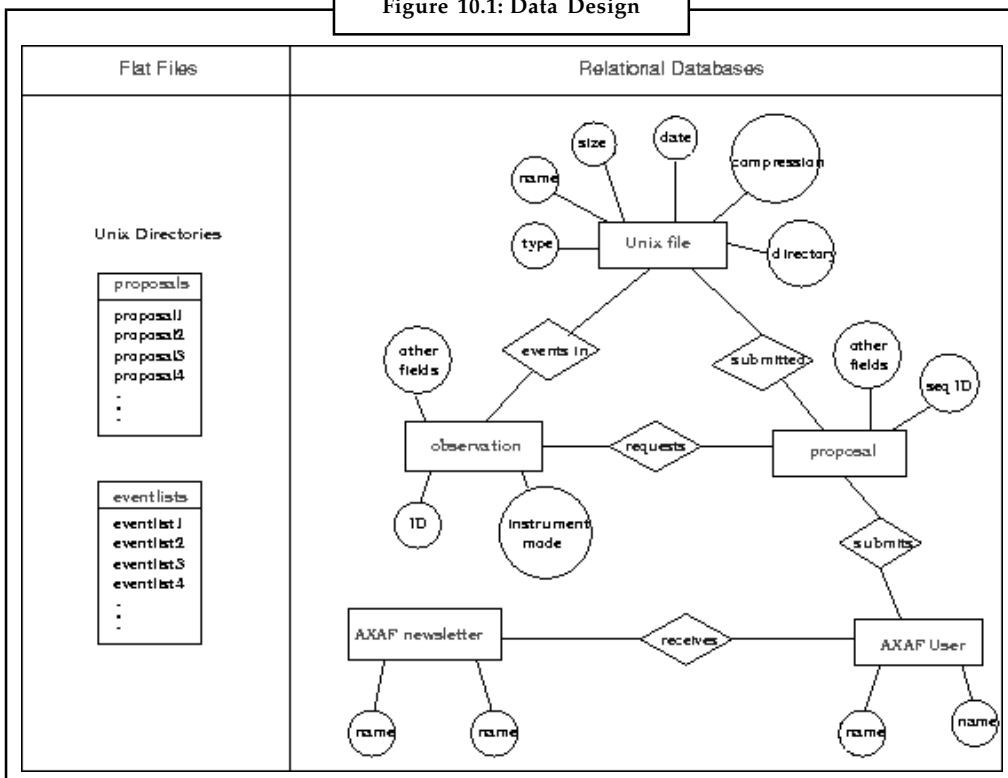 Figure 10.1: Data Design
Flat Files
Relational Databases
Unix Directories
proposals
proposal1
proposal2
proposal3
proposal4
.
.
.
eventlists
eventlist1
eventlist2
eventlist3
eventlist4
.
.
.
name
size
date
compression
type
Unix file
directory
events in
submitted
other
fields
other
fields
seq ID
observation
requests
proposal
ID
instrument
mode
submits
AXAF newsletter
receives
AXAF User
name
name
name
name